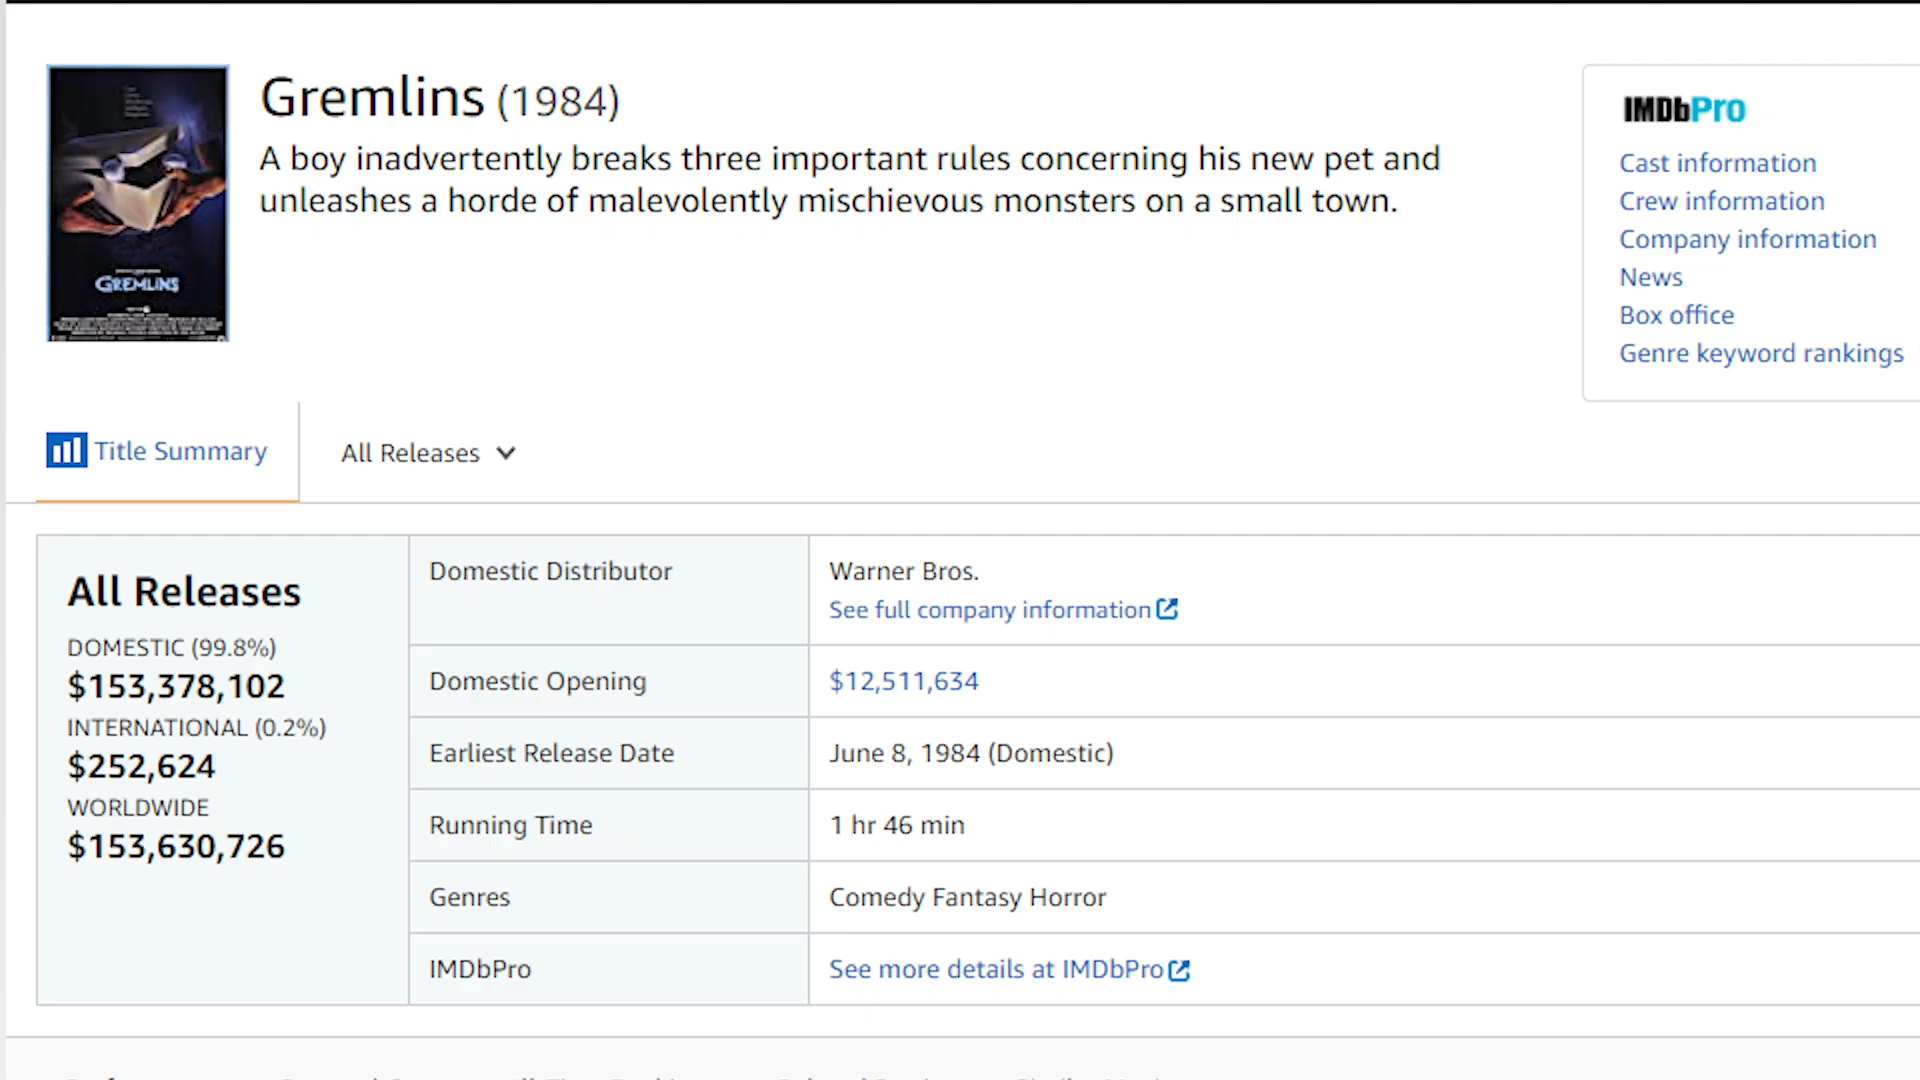 GREMLINS
Gremlins (1984)
A boy inadvertently breaks three important rules concerning his new pet and
unleashes a horde of malevolently mischievous monsters on a small town.
IMDbPro
Cast information
Crew information
Company information
News
Box office
Genre keyword rankings
Title Summary
All Releases
All Releases
DOMESTIC (99.8%)
$153,378,102
INTERNATIONAL (0.2%)
$252,624
WORLDWIDE
$153,630,726
Domestic Distributor
Warner Bros.
See full company information
Domestic Opening
$12,511,634
Earliest Release Date
June 8, 1984 (Domestic)
Running Time
1 hr 46 min
Genres
Comedy Fantasy Horror
IMDbPro
See more details at IMDbPro